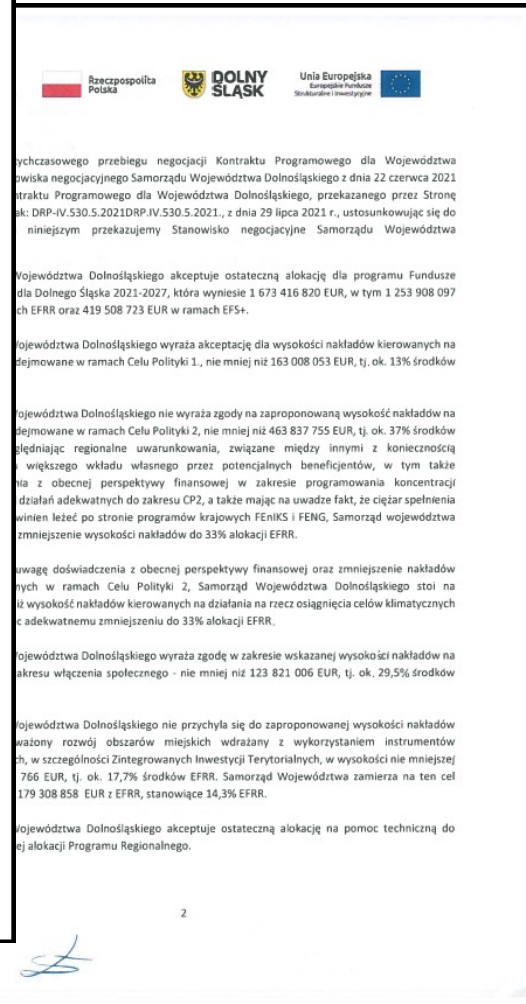 Rzeczpospolita
Polska
DOLNY
ŚLĄSK
Unia Europejska
Europejskie Fundusze
Strukturalne i Inwestycyjne
ychczasowego przebiegu negocjacji Kontraktu Programowego dla Województwa
owiska negocjacyjnego Samorządu Województwa Dolnośląskiego z dnia 22 czerwca 2021
ntraktu Programowego dla Województwa Dolnośląskiego, przekazanego przez Stronę
ak: DRP-IV.530.5.2021DRP.IV.530.5.2021., z dnia 29 lipca 2021 r., ustosunkowując się do
niniejszym przekazujemy Stanowisko negocjacyjne Samorządu Województwa
Województwa Dolnośląskiego akceptuje ostateczną alokację dla programu Fundusze
dla Dolnego Śląska 2021-2027, która wyniesie 1 673 416 820 EUR, w tym 1 253 908 097
ch EFRR oraz 419 508 723 EUR w ramach EFS+.
Województwa Dolnośląskiego wyraża akceptację dla wysokości nakładów kierowanych na
dejmowane w ramach Celu Polityki 1., nie mniej niż 163 008 053 EUR, tj. ok. 13% środków
Województwa Dolnośląskiego nie wyraża zgody na zaproponowaną wysokość nakładów na
dejmowane w ramach Celu Polityki 2, nie mniej niż 463 837 755 EUR, tj. ok. 37% środków
ględniając regionalne uwarunkowania, związane między innymi z koniecznością
większego wkładu własnego przez potencjalnych beneficjentów, w tym także
nia z obecnej perspektywy finansowej w zakresie programowania koncentracji
działań adekwatnych do zakresu CP2, a także mając na uwadze fakt, że ciężar spełnienia
winien leżeć po stronie programów krajowych FEnIKS i FENG, Samorząd województwa
zmniejszenie wysokości nakładów do 33% alokacji EFRR.
uwagę doświadczenia z obecnej perspektywy finansowej oraz zmniejszenie nakładów
nych w ramach Celu Polityki 2, Samorząd Województwa Dolnośląskiego stoi na
iż wysokość nakładów kierowanych na działania na rzecz osiągnięcia celów klimatycznych
c adekwatnemu zmniejszeniu do 33% alokacji EFRR.
Województwa Dolnośląskiego wyraża zgodę w zakresie wskazanej wysokości nakładów na
akresu włączenia społecznego - nie mniej niż 123 821 006 EUR, tj. ok. 29,5% środków
Województwa Dolnośląskiego nie przychyla się do zaproponowanej wysokości nakładów
ważony rozwój obszarów miejskich wdrażany z wykorzystaniem instrumentów
ch, w szczególności Zintegrowanych Inwestycji Terytorialnych, w wysokości nie mniejszej
766 EUR, tj. ok. 17,7% środków EFRR. Samorząd Województwa zamierza na ten cel
179 308 858 EUR z EFRR, stanowiące 14,3% EFRR.
Województwa Dolnośląskiego akceptuje ostateczną alokację na pomoc techniczną do
ej alokacji Programu Regionalnego.
2